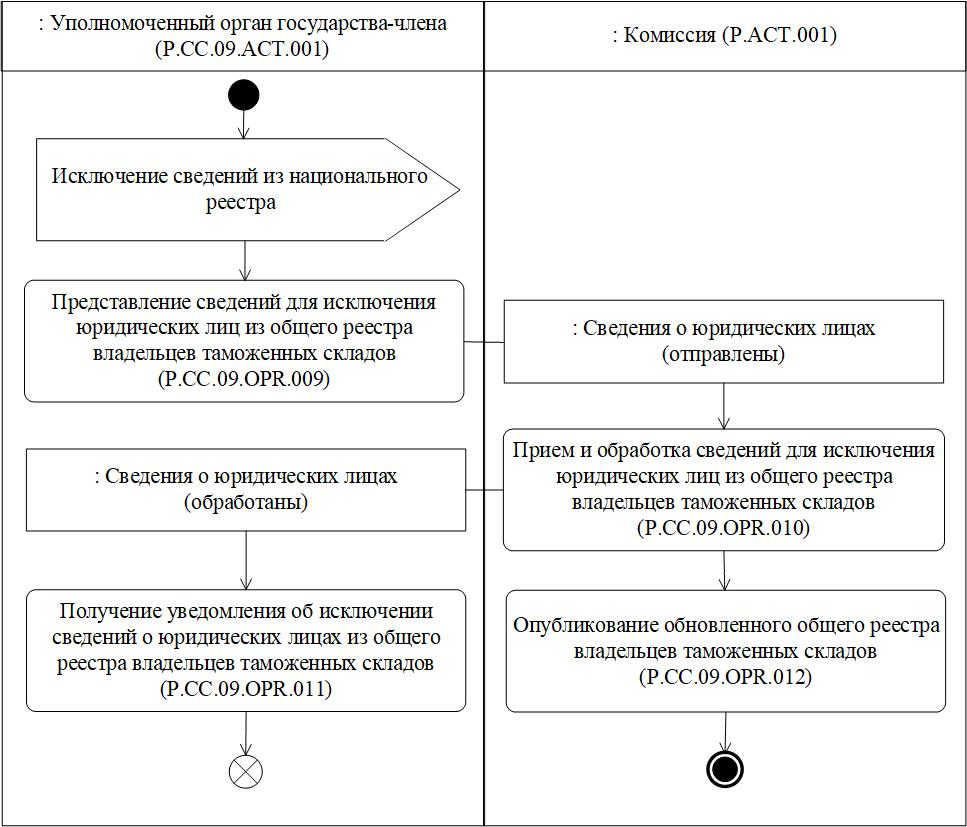 : Уполномоченный орган государства-члена
(P.CC.09.ACT.001)
: Комиссия (P.ACT.001)
Исключение сведений из национального
реестра
Представление сведений для исключения
юридических лиц из общего реестра
владельцев таможенных складов
(P.CC.09.OPR.009)
: Сведения о юридических лицах
(отправлены)
Прием и обработка сведений для исключения
юридических лиц из общего реестра
владельцев таможенных складов
(P.CC.09.OPR.010)
: Сведения о юридических лицах
(обработаны)
Получение уведомления об исключении
сведений о юридических лицах из общего
реестра владельцев таможенных складов
(P.CC.09.OPR.011)
Опубликование обновленного общего реестра
владельцев таможенных складов
(P.CC.09.OPR.012)